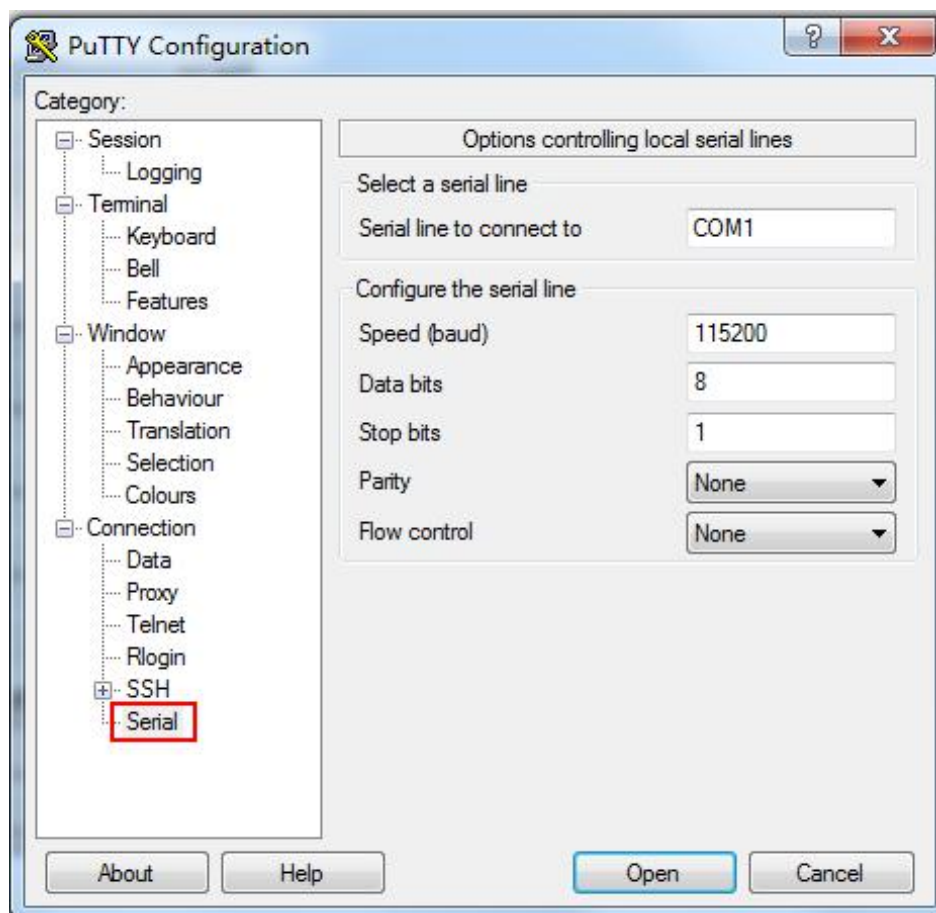 PuTTY Configuration
Category:
Session
Logging
Terminal
Keyboard
Bell
Features
Window
Appearance
Behaviour
Translation
Selection
Colours
Connection
Data
Proxy
Telnet
Rlogin
SSH
Serial
Options controlling local serial lines
Select a serial line
Serial line to connect to COM1
Configure the serial line
Speed (baud) 115200
Data bits 8
Stop bits 1
Parity None
Flow control None
About Help Open Cancel